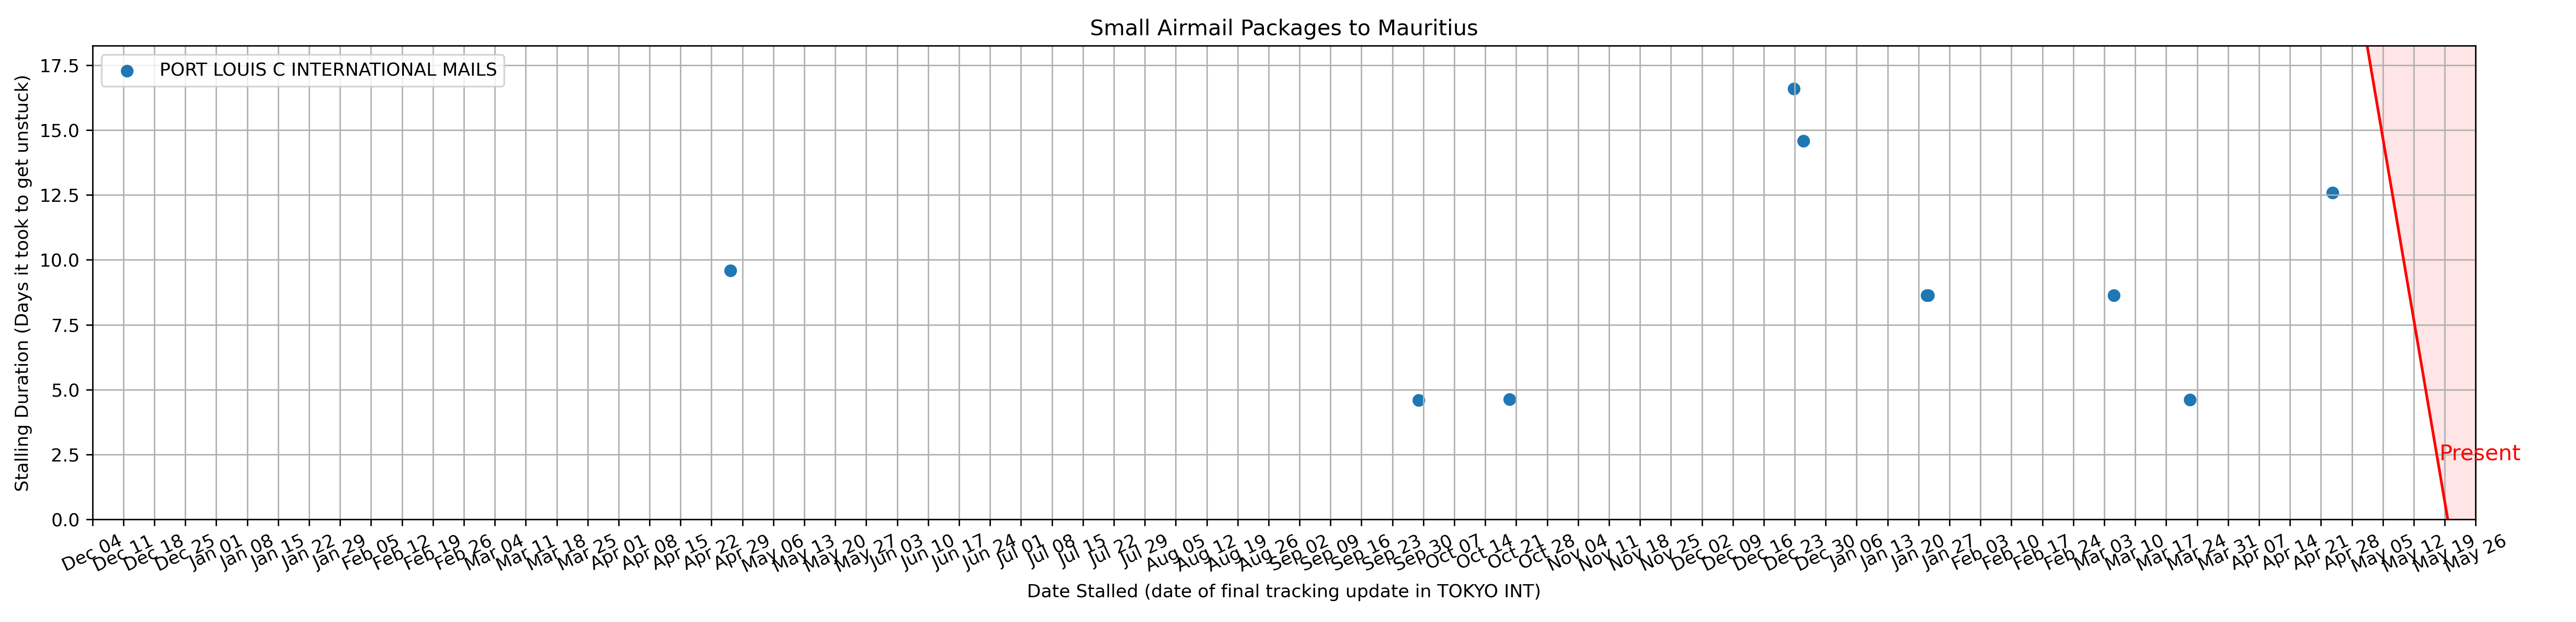 Small Airmail Packages to Mauritius
PORT LOUIS C INTERNATIONAL MAILS
Stalling Duration (Days it took to get unstuck)
17.5
15.0
12.5
10.0
7.5
5.0
2.5
0.0
Present
Dec 04
Dec 11
Dec 18
Dec 25
Jan 01
Jan 08
Jan 15
Jan 22
Jan 29
Feb 05
Feb 12
Feb 19
Feb 26
Mar 04
Mar 11
Mar 18
Mar 25
Apr 01
Apr 08
Apr 15
Apr 22
Apr 29
May 06
May 13
May 20
May 27
Jun 03
Jun 10
Jun 17
Jun 24
Jul 01
Jul 08
Jul 15
Jul 22
Jul 29
Aug 05
Aug 12
Aug 19
Aug 26
Sep 02
Sep 09
Sep 16
Sep 23
Sep 30
Oct 07
Oct 14
Oct 21
Oct 28
Nov 04
Nov 11
Nov 18
Nov 25
Dec 02
Dec 09
Dec 16
Dec 23
Dec 30
Jan 06
Jan 13
Jan 20
Jan 27
Feb 03
Feb 10
Feb 17
Feb 24
Mar 03
Mar 10
Mar 17
Mar 24
Mar 31
Apr 07
Apr 14
Apr 21
Apr 28
May 05
May 12
May 19
May 26
Date Stalled (date of final tracking update in TOKYO INT)